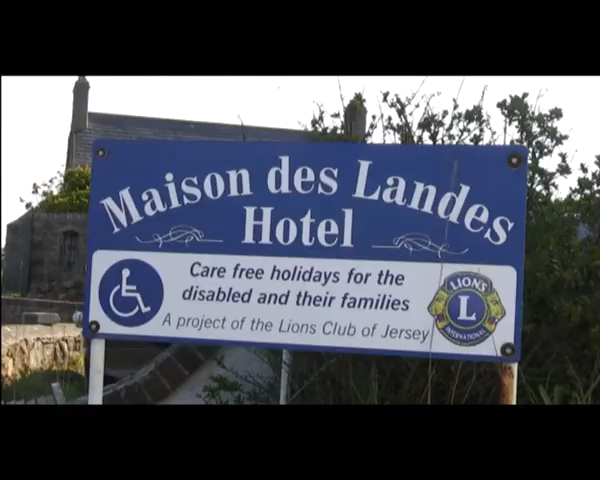 Maison des Landes
Hotel
Care free holidays for the
disabled and their families
A project of the Lions Club of Jersey
LIONS
L
INTERNATIONAL